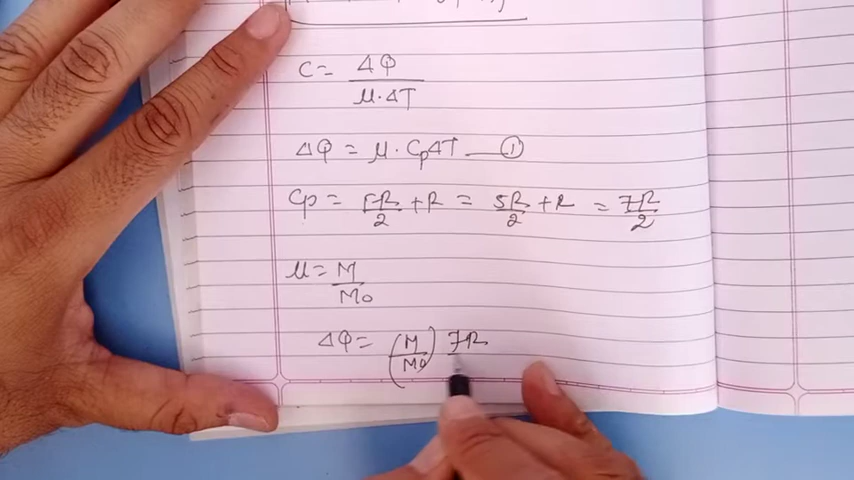 C = ΔQ / μ·ΔT
ΔQ = μ·CpΔT — ①
Cp = fR/2 + R = 5R/2 + R = 7R/2
μ = M/Mo
ΔQ = (M/Mo) 7R